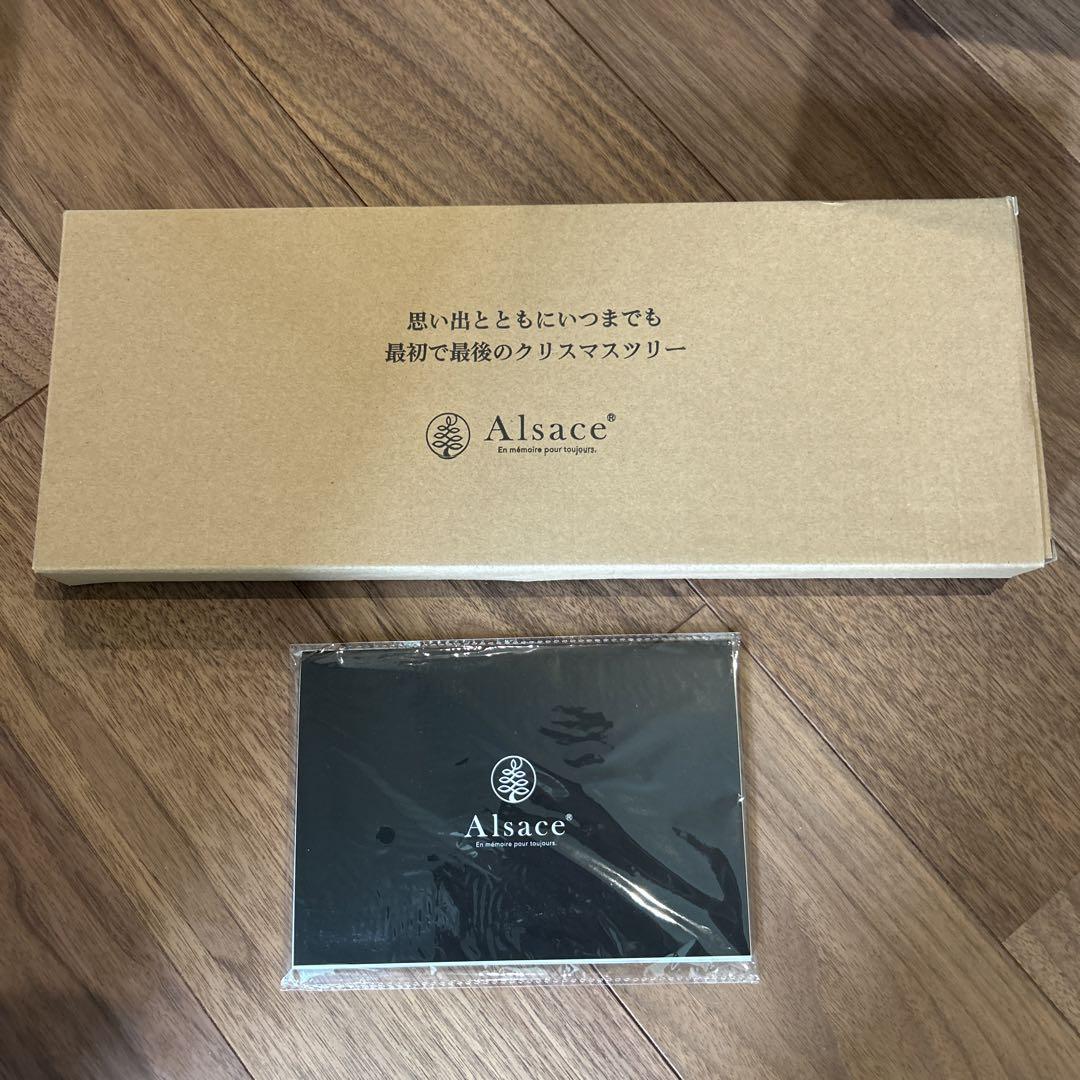 思い出とともにいつまでも
最初で最後のクリスマスツリー
Alsace®
En mémoire pour toujours.
Alsace®
En mémoire pour toujours.